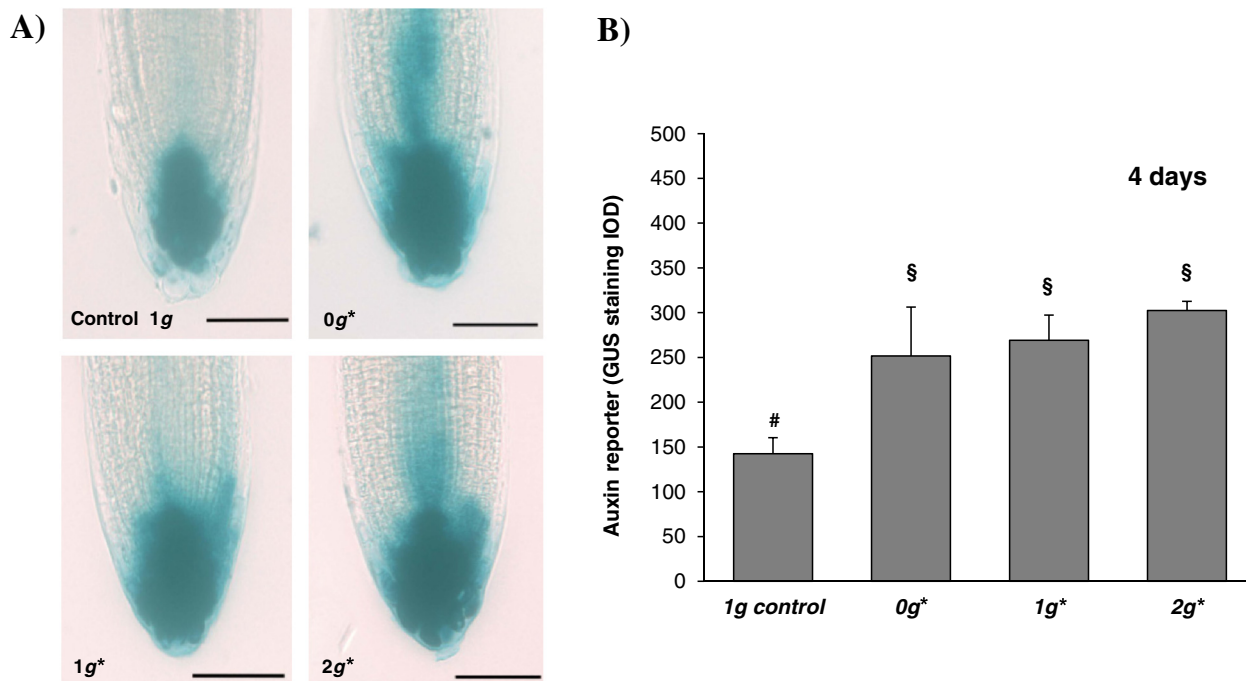 A)
Control 1g
0g*
1g*
2g*
B)
4 days
Auxin reporter (GUS staining IOD)
500
450
400
350
300
250
200
150
100
50
0
#
§
§
§
1g control
0g*
1g*
2g*